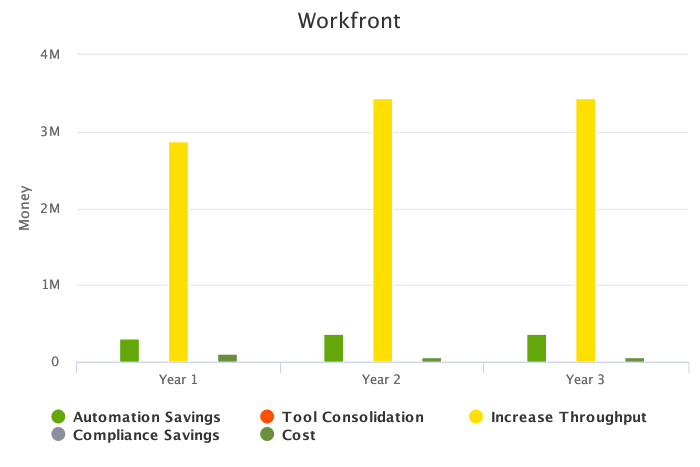 Workfront
4M
3M
2M
1M
0
Money
Year 1 Year 2 Year 3
Automation Savings Tool Consolidation Increase Throughput
Compliance Savings Cost